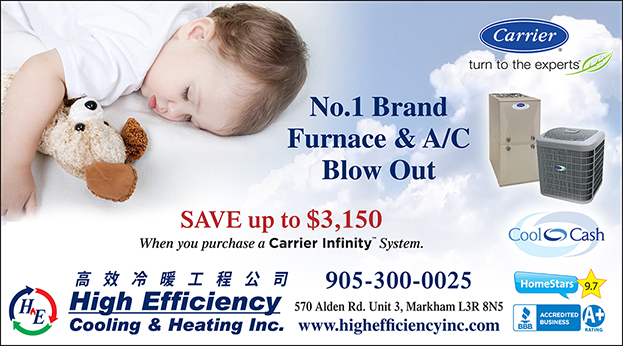 Carrier
turn to the experts
No.1 Brand
Furnace & A/C
Blow Out
SAVE up to $3,150
When you purchase a Carrier Infinity™ System.
Cool Cash
高效冷暖工程公司
High Efficiency
Cooling & Heating Inc.
HE
905-300-0025
570 Alden Rd. Unit 3, Markham L3R 8N5
www.highefficiencyinc.com
HomeStars 9.7
BBB.
ACCREDITED
BUSINESS
A+
RATING